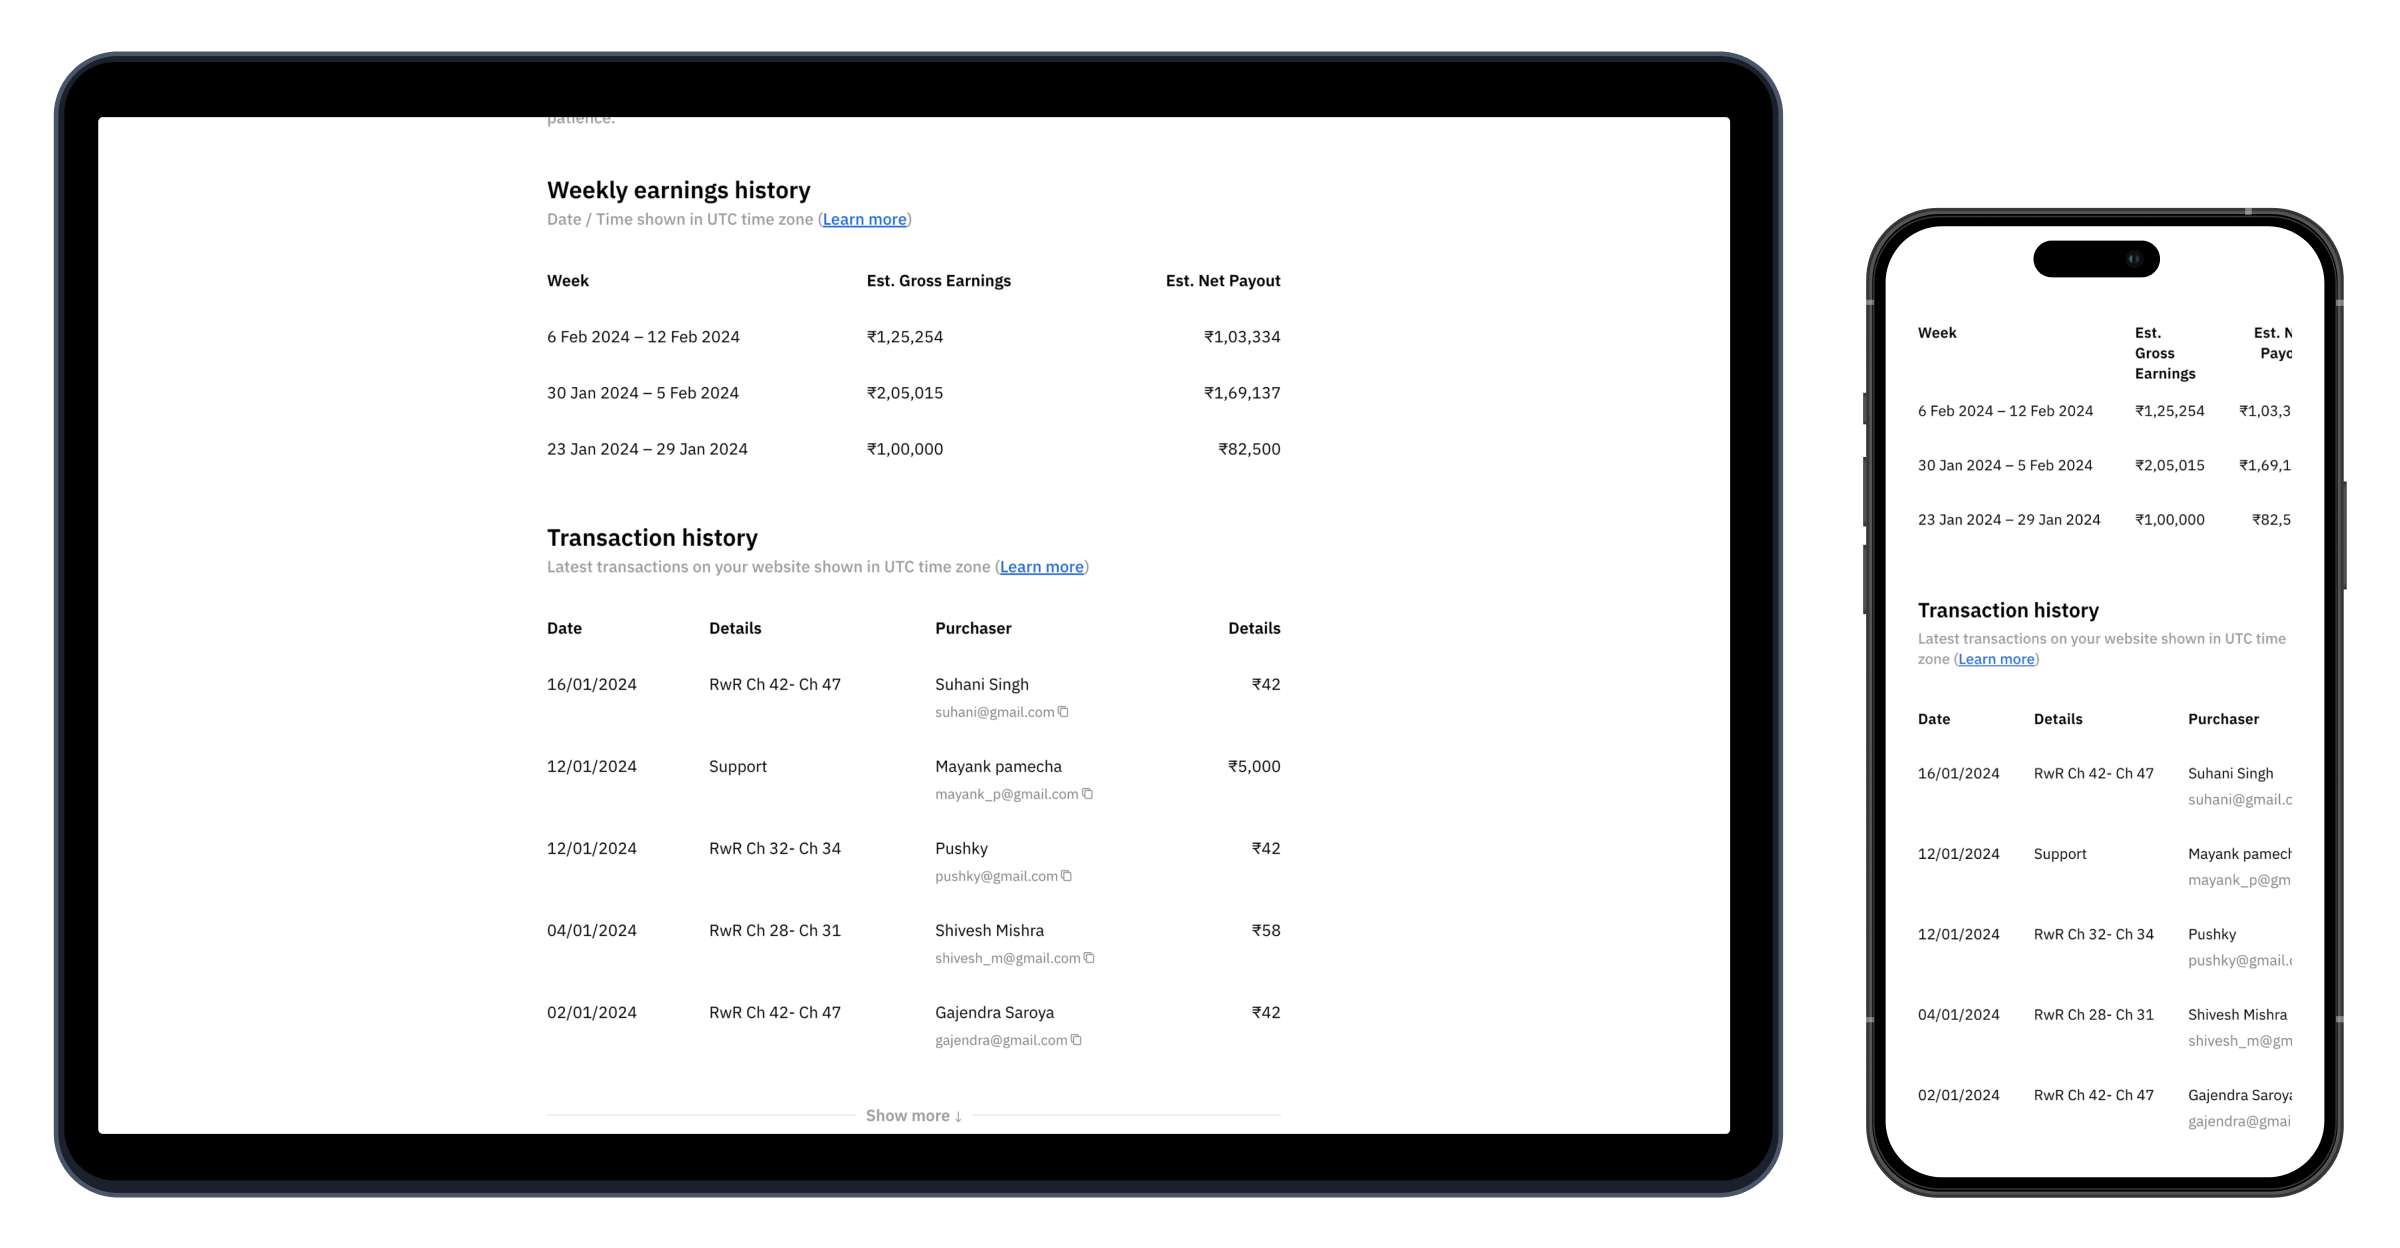 patience.
Weekly earnings history
Date / Time shown in UTC time zone (Learn more)
Week Est. Gross Earnings Est. Net Payout
6 Feb 2024 – 12 Feb 2024 ₹1,25,254 ₹1,03,334
30 Jan 2024 – 5 Feb 2024 ₹2,05,015 ₹1,69,137
23 Jan 2024 – 29 Jan 2024 ₹1,00,000 ₹82,500
Transaction history
Latest transactions on your website shown in UTC time zone (Learn more)
Date Details Purchaser Details
16/01/2024 RwR Ch 42- Ch 47 Suhani Singh ₹42
suhani@gmail.com
12/01/2024 Support Mayank pamecha ₹5,000
mayank_p@gmail.com
12/01/2024 RwR Ch 32- Ch 34 Pushky ₹42
pushky@gmail.com
04/01/2024 RwR Ch 28- Ch 31 Shivesh Mishra ₹58
shivesh_m@gmail.com
02/01/2024 RwR Ch 42- Ch 47 Gajendra Saroya ₹42
gajendra@gmail.com
Show more ↓
Week Est. Est. N
Gross Payo
Earnings
6 Feb 2024 – 12 Feb 2024 ₹1,25,254 ₹1,03,3
30 Jan 2024 – 5 Feb 2024 ₹2,05,015 ₹1,69,1
23 Jan 2024 – 29 Jan 2024 ₹1,00,000 ₹82,5
Transaction history
Latest transactions on your website shown in UTC time
zone (Learn more)
Date Details Purchaser
16/01/2024 RwR Ch 42- Ch 47 Suhani Singh
suhani@gmail.c
12/01/2024 Support Mayank pamech
mayank_p@gm
12/01/2024 RwR Ch 32- Ch 34 Pushky
pushky@gmail.c
04/01/2024 RwR Ch 28- Ch 31 Shivesh Mishra
shivesh_m@gm
02/01/2024 RwR Ch 42- Ch 47 Gajendra Saroya
gajendra@gmai